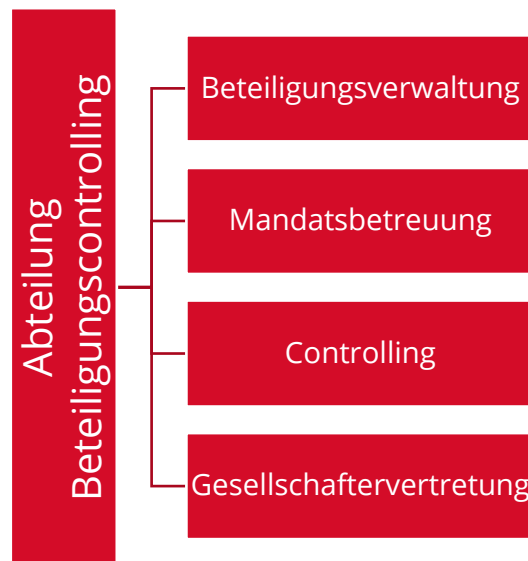 Abteilung
Beteiligungscontrolling
Beteiligungsverwaltung
Mandatsbetreuung
Controlling
Gesellschaftervertretung